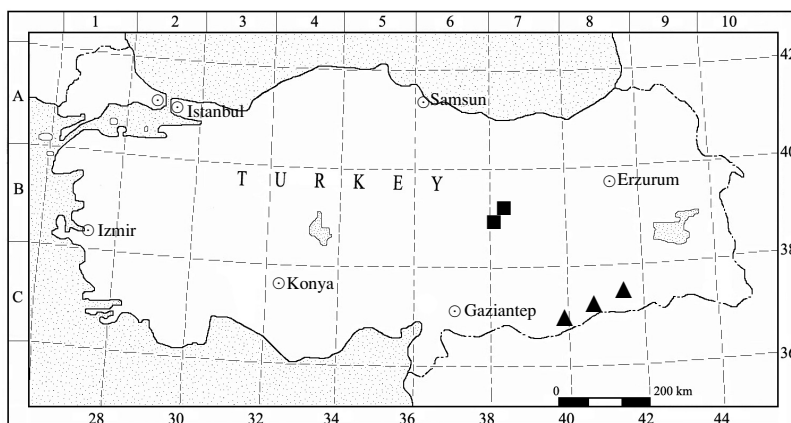 1 2 3 4 5 6 7 8 9 10
42
A
Samsun
Istanbul
40
T U R K E Y
Erzurum
B
Izmir
38
C
Konya
Gaziantep
36
0 200 km
28 30 32 34 36 38 40 42 44